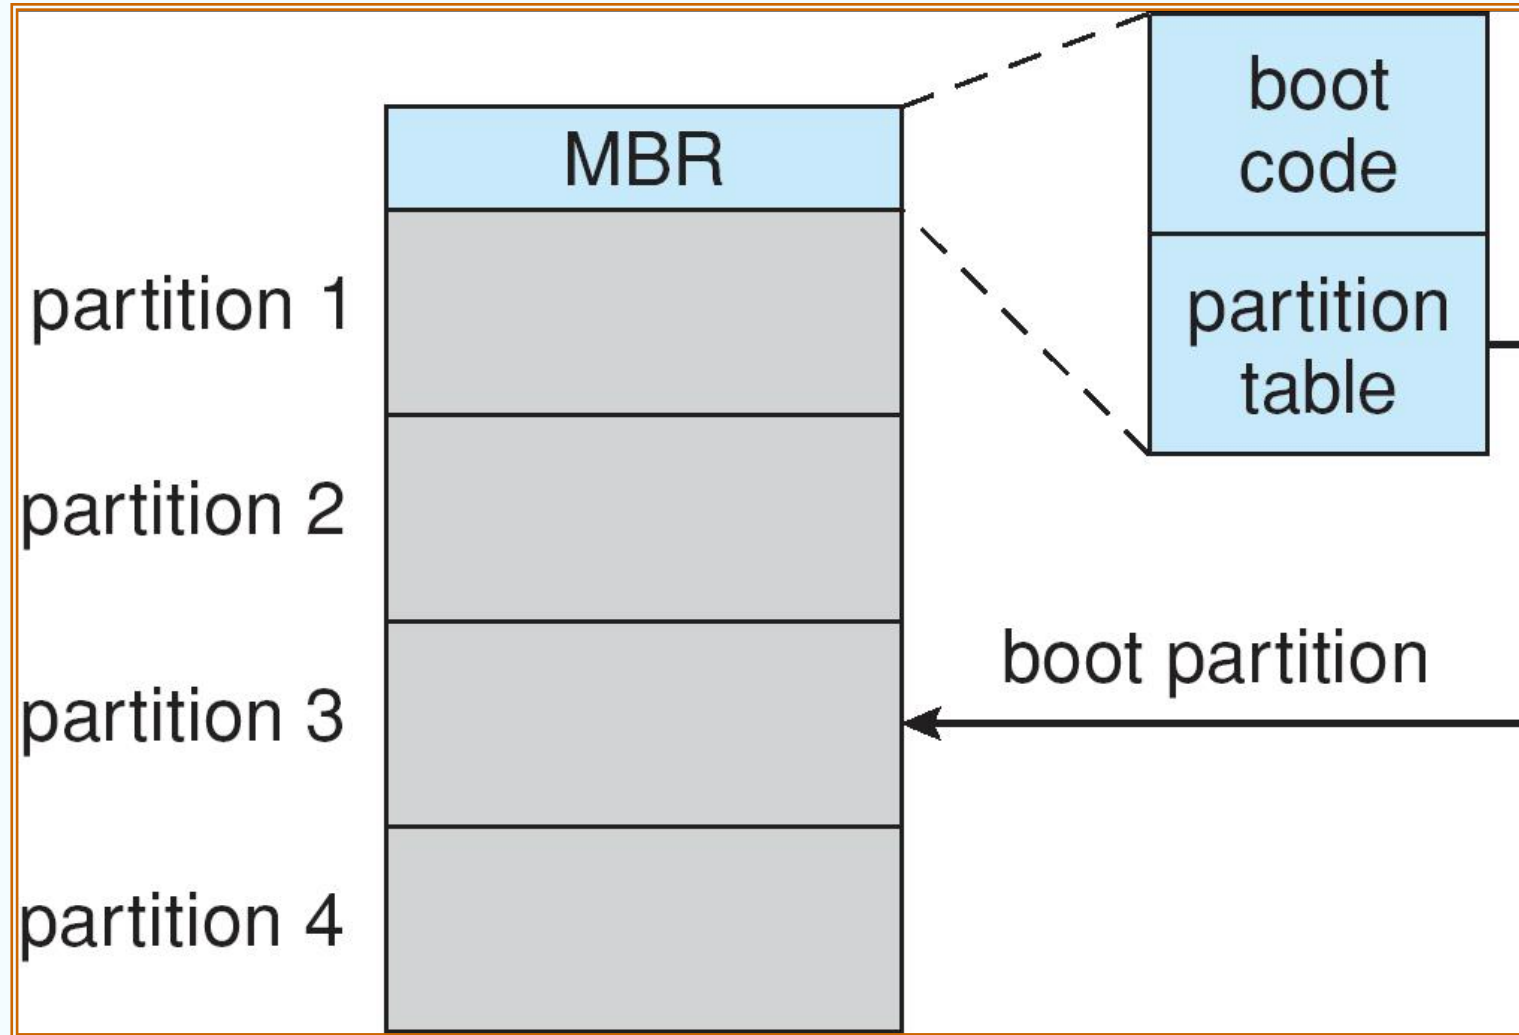 boot
code
MBR
partition 1
partition
table
partition 2
boot partition
partition 3
partition 4